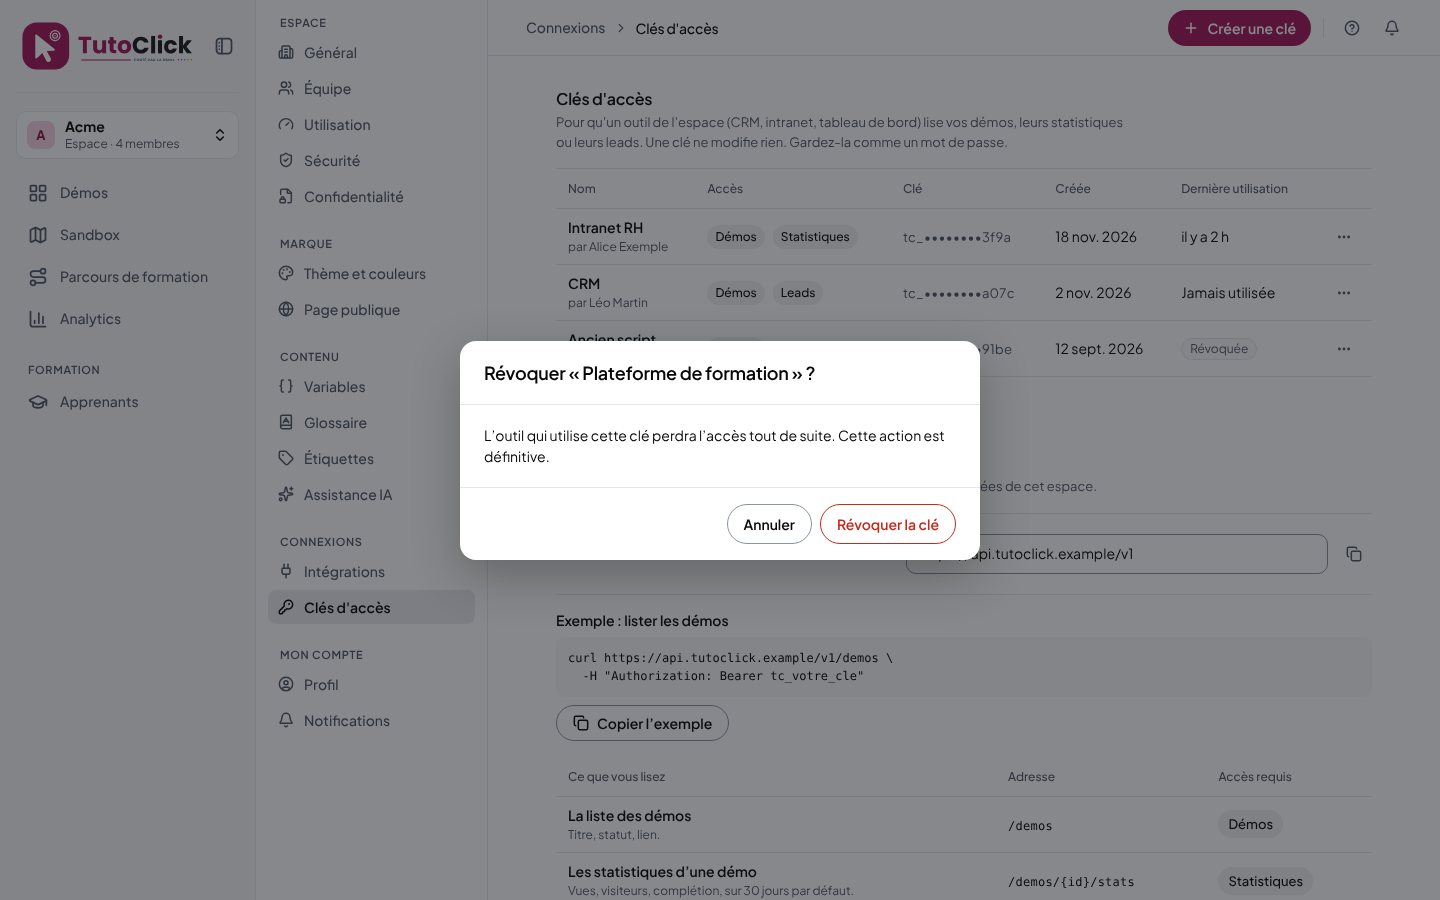 TutoClick
Acme
Espace · 4 membres
Démos
Sandbox
Parcours de formation
Analytics
FORMATION
Apprenants
ESPACE
Général
Équipe
Utilisation
Sécurité
Confidentialité
MARQUE
Thème et couleurs
Page publique
CONTENU
Variables
Glossaire
Étiquettes
Assistance IA
CONNEXIONS
Intégrations
Clés d'accès
MON COMPTE
Profil
Notifications
Connexions > Clés d'accès
+ Créer une clé
Clés d'accès
Pour qu’un outil de l’espace (CRM, intranet, tableau de bord) lise vos démos, leurs statistiques
ou leurs leads. Une clé ne modifie rien. Gardez-la comme un mot de passe.
Nom Accès Clé Créée Dernière utilisation
Intranet RH Démos Statistiques tc_••••••••3f9a 18 nov. 2026 il y a 2 h
par Alice Exemple
CRM Démos Leads tc_••••••••a07c 2 nov. 2026 Jamais utilisée
par Léo Martin
Ancien script 91be 12 sept. 2026 Révoquée
Révoquer « Plateforme de formation » ?
L’outil qui utilise cette clé perdra l’accès tout de suite. Cette action est
définitive.
Annuler Révoquer la clé
de cet espace.
api.tutoclick.example/v1
Exemple : lister les démos
curl https://api.tutoclick.example/v1/demos \
-H "Authorization: Bearer tc_votre_cle"
Copier l’exemple
Ce que vous lisez Adresse Accès requis
La liste des démos /demos Démos
Titre, statut, lien.
Les statistiques d’une démo /demos/{id}/stats Statistiques
Vues, visiteurs, complétion, sur 30 jours par défaut.